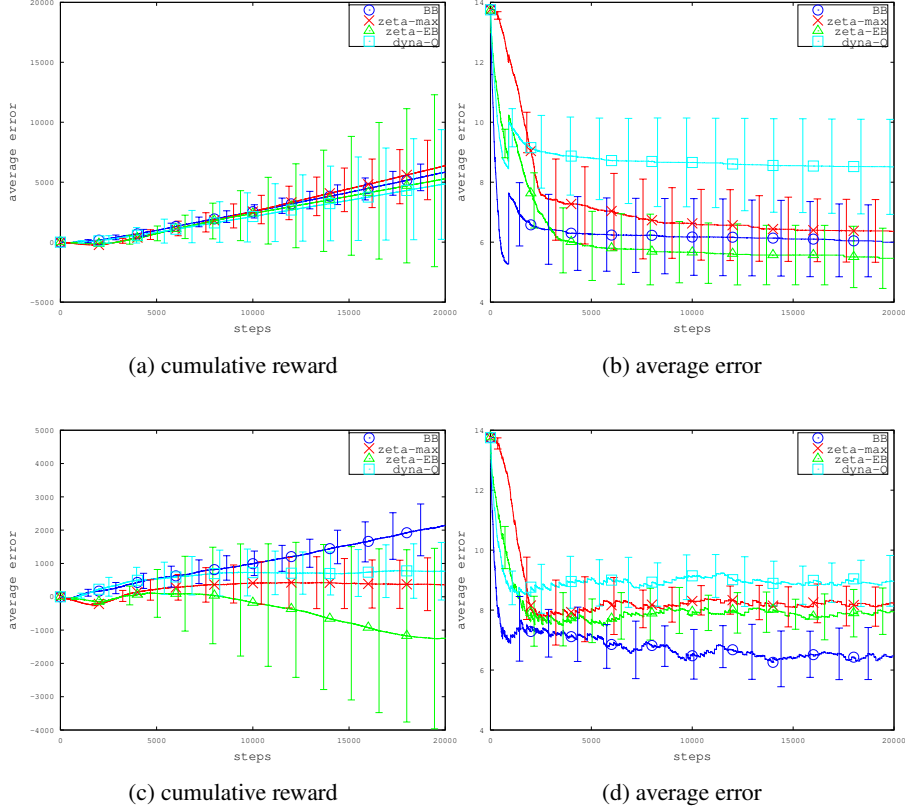 20000
15000
10000
5000
0
-5000
average error
0
5000
10000
15000
20000
steps
BB
zeta-max
zeta-EB
dyna-Q
(a) cumulative reward
14
12
10
8
6
4
average error
0
5000
10000
15000
20000
steps
BB
zeta-max
zeta-EB
dyna-Q
(b) average error
5000
4000
3000
2000
1000
0
-1000
-2000
-3000
-4000
average error
0
5000
10000
15000
20000
steps
BB
zeta-max
zeta-EB
dyna-Q
(c) cumulative reward
14
12
10
8
6
4
average error
0
5000
10000
15000
20000
steps
BB
zeta-max
zeta-EB
dyna-Q
(d) average error